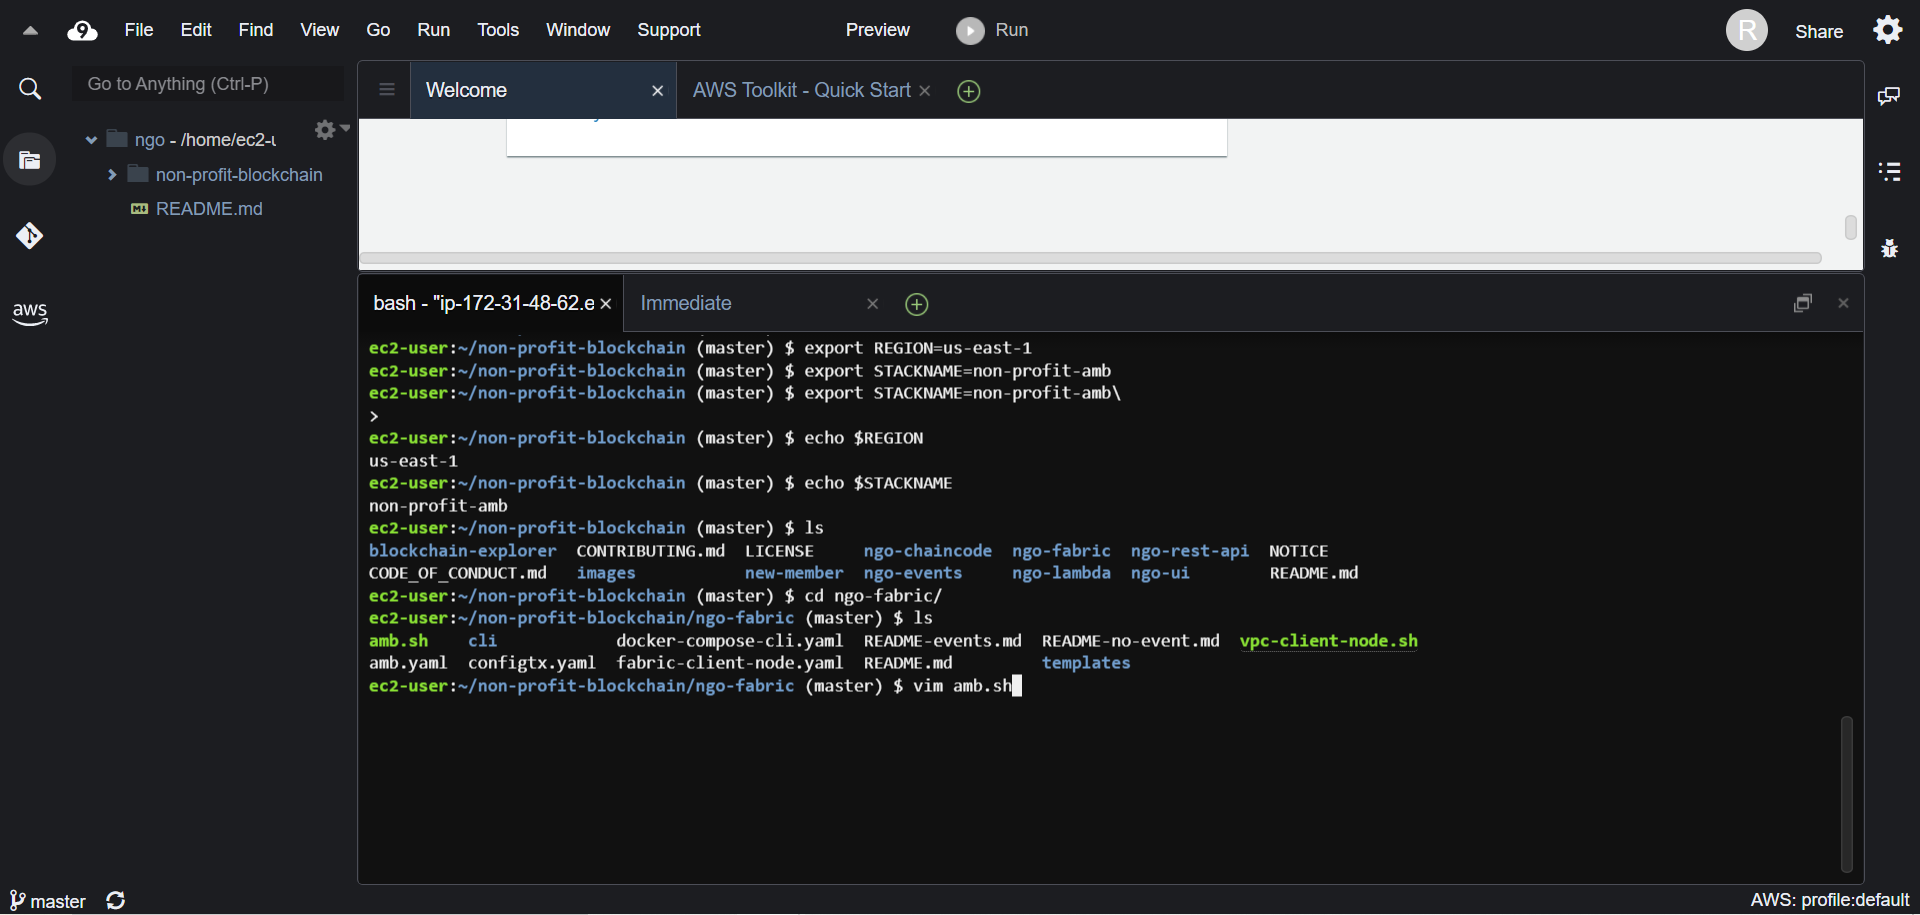 9 File Edit Find View Go Run Tools Window Support Preview Run R Share
Go to Anything (Ctrl-P)
Welcome
AWS Toolkit - Quick Start
ngo - /home/ec2-u
non-profit-blockchain
M↓ README.md
aws
bash - "ip-172-31-48-62.e
Immediate
ec2-user:~/non-profit-blockchain (master) $ export REGION=us-east-1
ec2-user:~/non-profit-blockchain (master) $ export STACKNAME=non-profit-amb
ec2-user:~/non-profit-blockchain (master) $ export STACKNAME=non-profit-amb\
>
ec2-user:~/non-profit-blockchain (master) $ echo $REGION
us-east-1
ec2-user:~/non-profit-blockchain (master) $ echo $STACKNAME
non-profit-amb
ec2-user:~/non-profit-blockchain (master) $ ls
blockchain-explorer CONTRIBUTING.md LICENSE ngo-chaincode ngo-fabric ngo-rest-api NOTICE
CODE_OF_CONDUCT.md images new-member ngo-events ngo-lambda ngo-ui README.md
ec2-user:~/non-profit-blockchain (master) $ cd ngo-fabric/
ec2-user:~/non-profit-blockchain/ngo-fabric (master) $ ls
amb.sh cli docker-compose-cli.yaml README-events.md README-no-event.md vpc-client-node.sh
amb.yaml configtx.yaml fabric-client-node.yaml README.md templates
ec2-user:~/non-profit-blockchain/ngo-fabric (master) $ vim amb.sh
master
AWS: profile:default